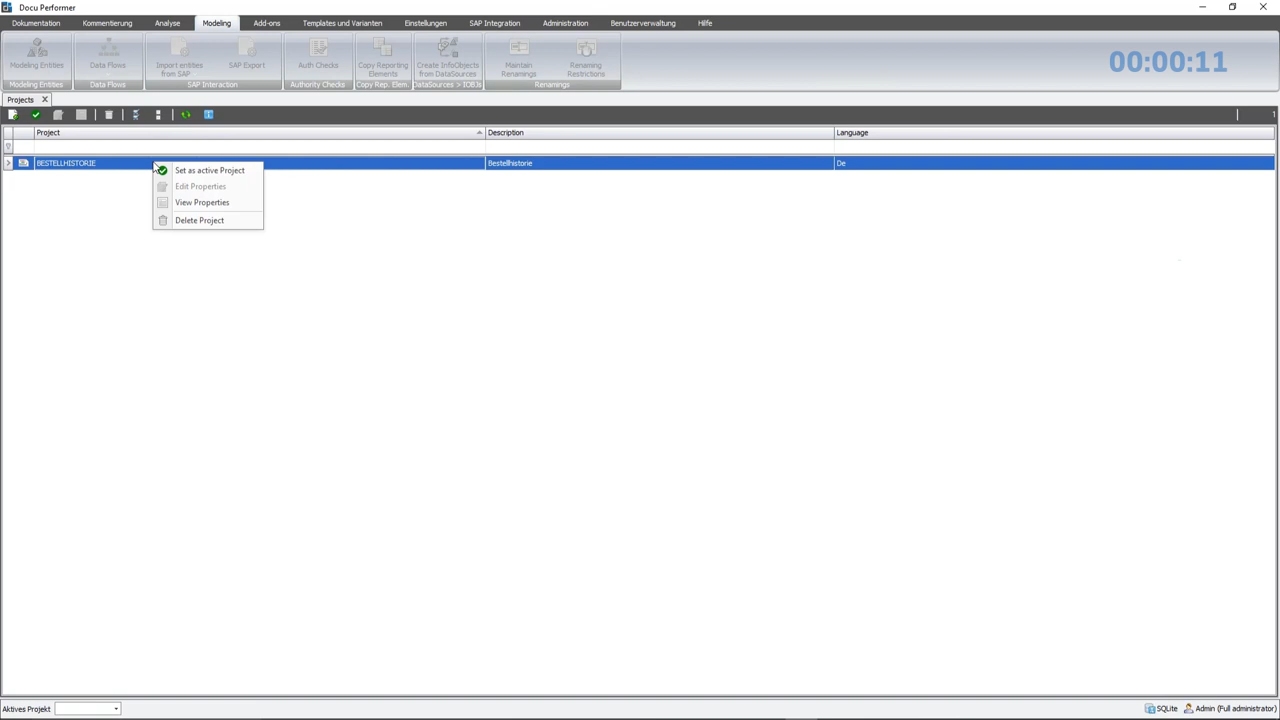 Docu Performer
Dokumentation Kommentierung Analyse Modeling Add-ons Templates und Varianten Einstellungen SAP Integration Administration Benutzerverwaltung Hilfe
Modeling Entities
Data Flows
Import entities
from SAP
SAP Export
Auth Checks
Copy Reporting
Elements
Create InfoObjects
from DataSources
Maintain
Renamings
Renaming
Restrictions
00:00:11
Modeling Entities Data Flows SAP Interaction Authority Checks Copy Rep. Elem. DataSources > IOBJs Renamings
Projects
1
Project Description Language
BESTELLHISTORIE Bestellhistorie De
Set as active Project
Edit Properties
View Properties
Delete Project
Aktives Projekt SQLite Admin (Full administrator)